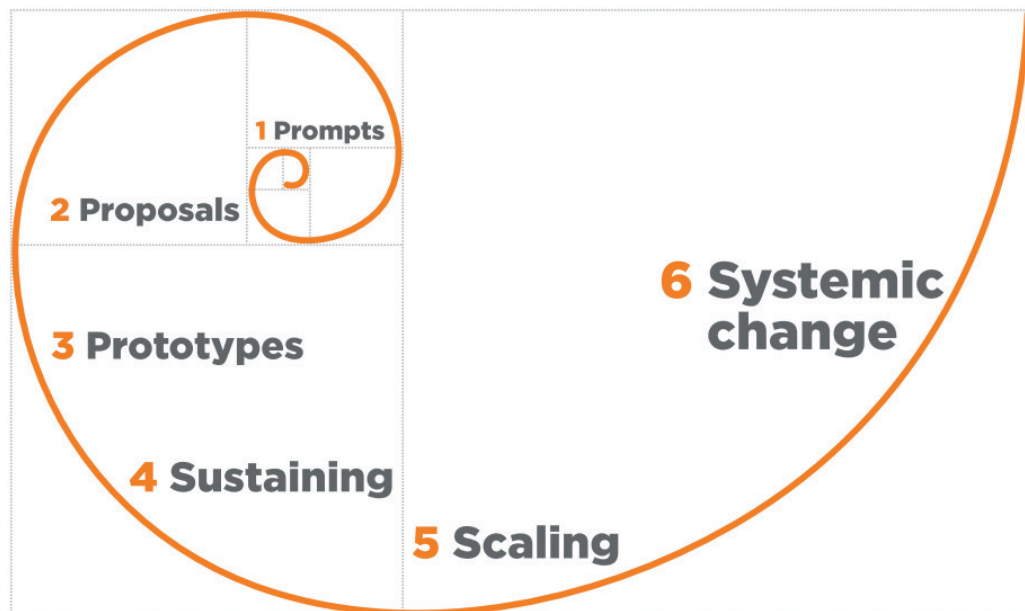 1 Prompts
2 Proposals
3 Prototypes
4 Sustaining
5 Scaling
6 Systemic
change